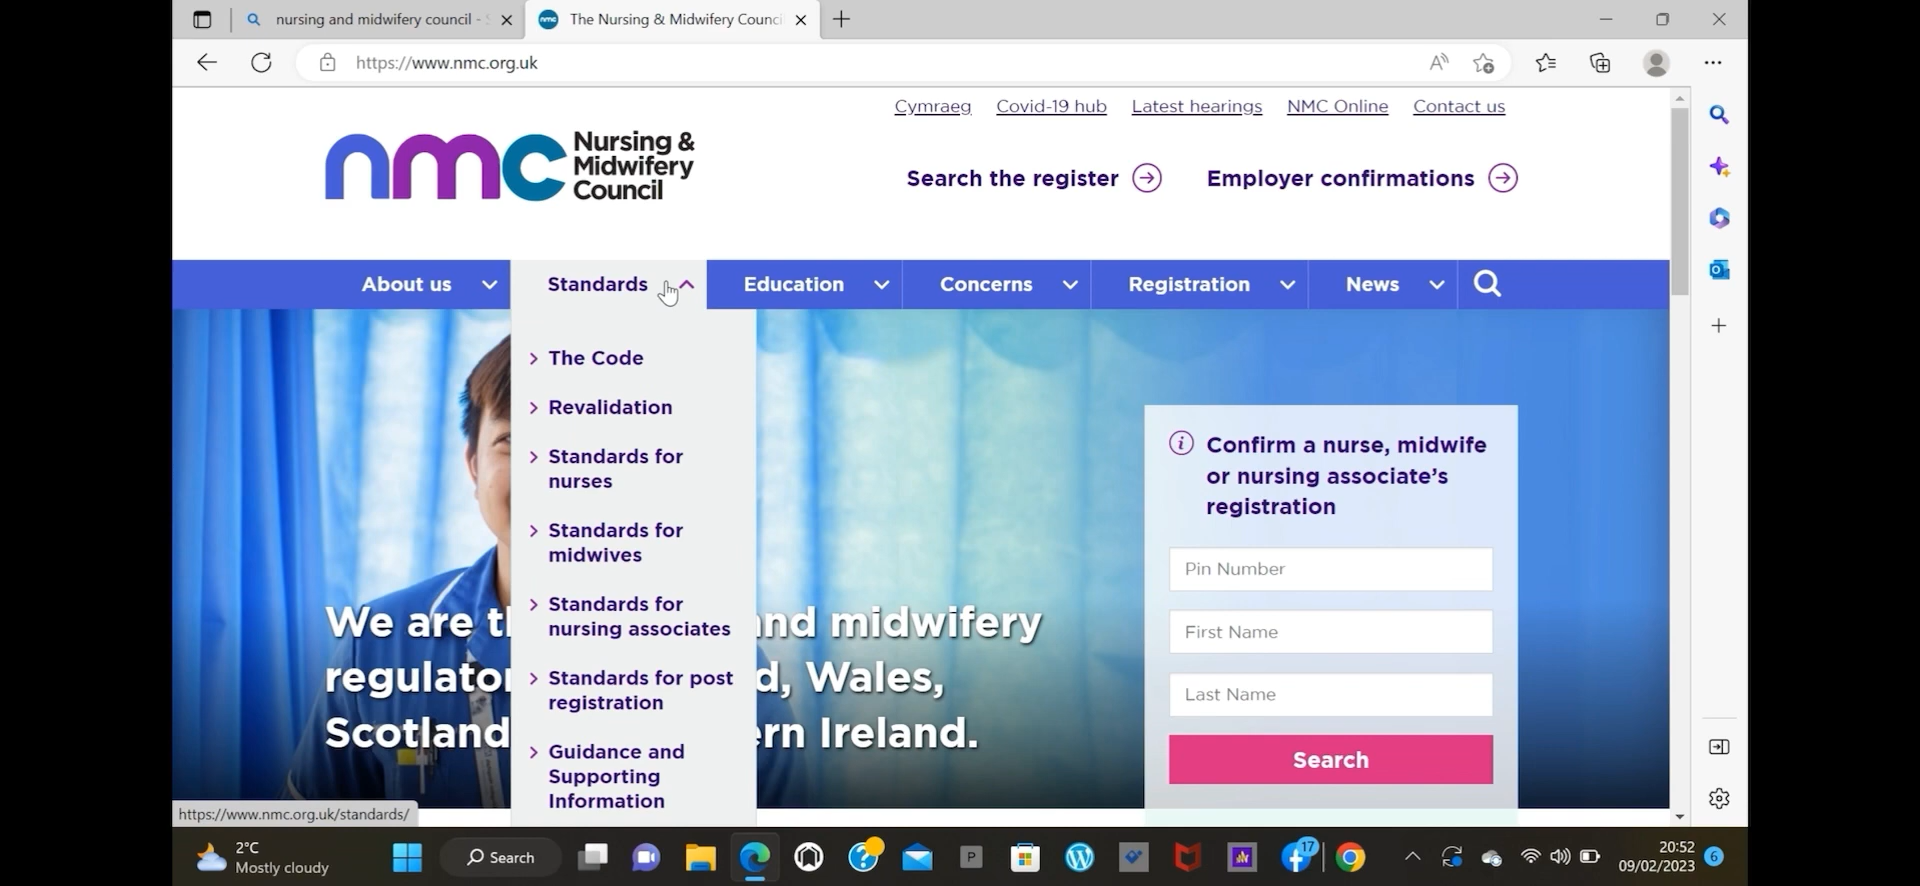 nursing and midwifery council -
The Nursing & Midwifery Counci
https://www.nmc.org.uk
Cymraeg Covid-19 hub Latest hearings NMC Online Contact us
nmc Nursing &
Midwifery
Council
Search the register Employer confirmations
About us Standards Education Concerns Registration News
The Code
Revalidation
Standards for
nurses
Standards for
midwives
Standards for
nursing associates
Standards for post
registration
Guidance and
Supporting
Information
We are t nd midwifery
regulato d, Wales,
Scotland rn Ireland.
Confirm a nurse, midwife
or nursing associate's
registration
Pin Number
First Name
Last Name
Search
https://www.nmc.org.uk/standards/
2°C
Mostly cloudy
Search
P
17
20:52
09/02/2023
6